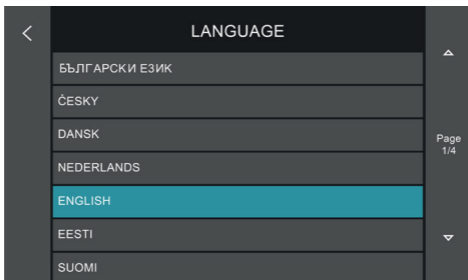 LANGUAGE
БЪЛГАРСКИ ЕЗИК
ČESKY
DANSK
NEDERLANDS
ENGLISH
EESTI
SUOMI
Page
1/4